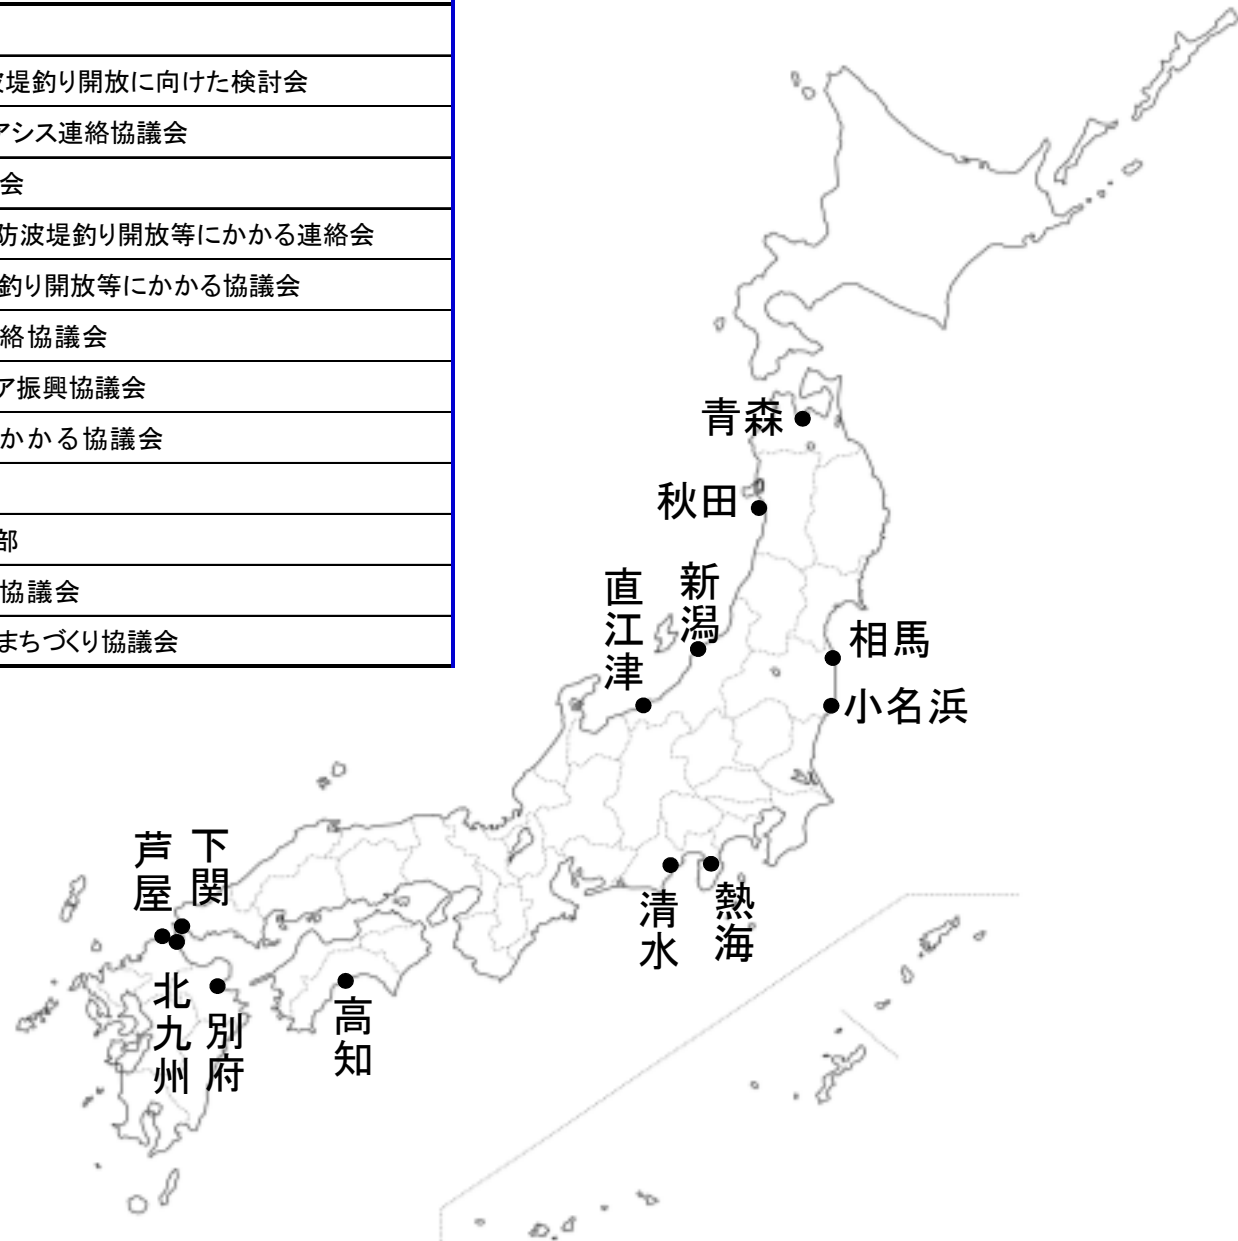 波堤釣り開放に向けた検討会
アシス連絡協議会
会
防波堤釣り開放等にかかる連絡会
釣り開放等にかかる協議会
絡協議会
ア振興協議会
かかる協議会
部
協議会
まちづくり協議会
青森
秋田
新潟
直江津
相馬
小名浜
下関
芦屋
清水
熱海
北九州
別府
高知